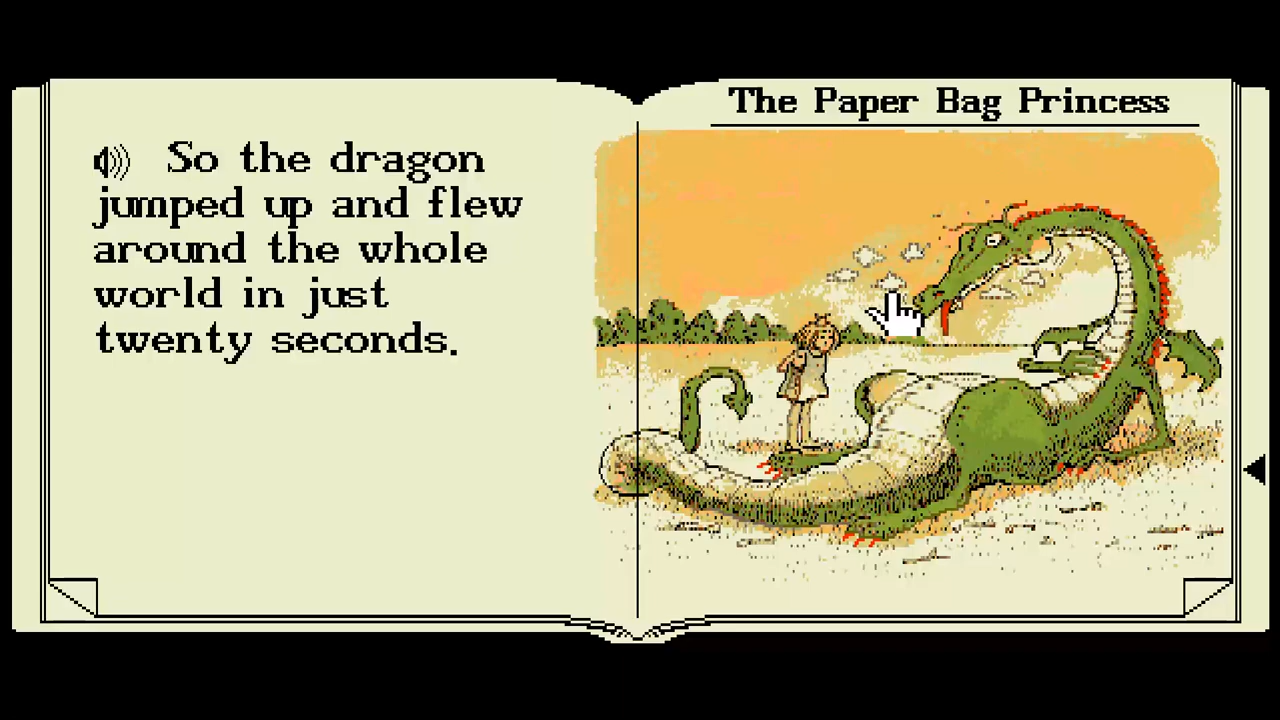 The Paper Bag Princess
So the dragon
jumped up and flew
around the whole
world in just
twenty seconds.